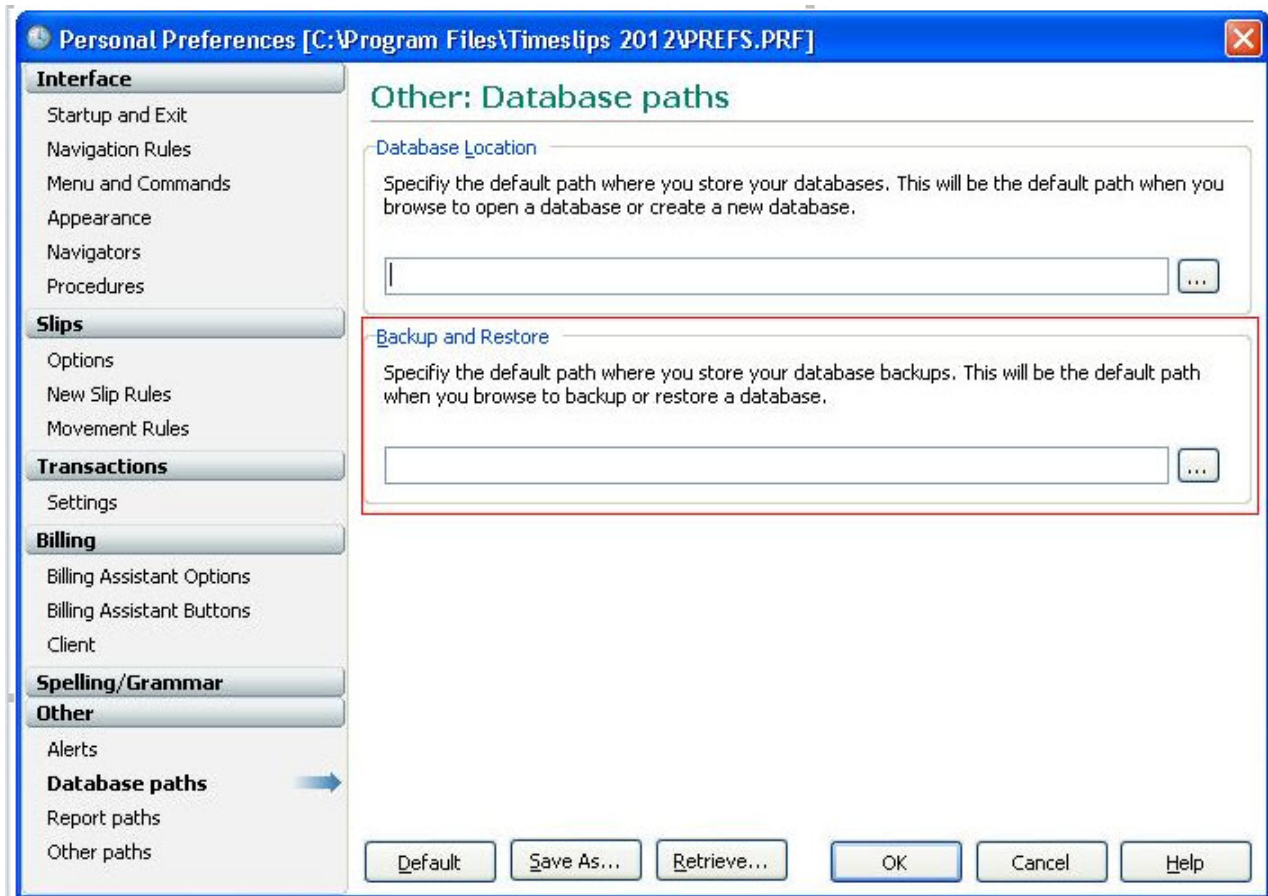 Personal Preferences [C:\Program Files\Timeslips 2012\PREFS.PRF]
Interface
Startup and Exit
Navigation Rules
Menu and Commands
Appearance
Navigators
Procedures
Slips
Options
New Slip Rules
Movement Rules
Transactions
Settings
Billing
Billing Assistant Options
Billing Assistant Buttons
Client
Spelling/Grammar
Other
Alerts
Database paths
Report paths
Other paths
Other: Database paths
Database Location
Specifiy the default path where you store your databases. This will be the default path when you
browse to open a database or create a new database.
...
Backup and Restore
Specifiy the default path where you store your database backups. This will be the default path
when you browse to backup or restore a database.
...
Default Save As... Retrieve... OK Cancel Help